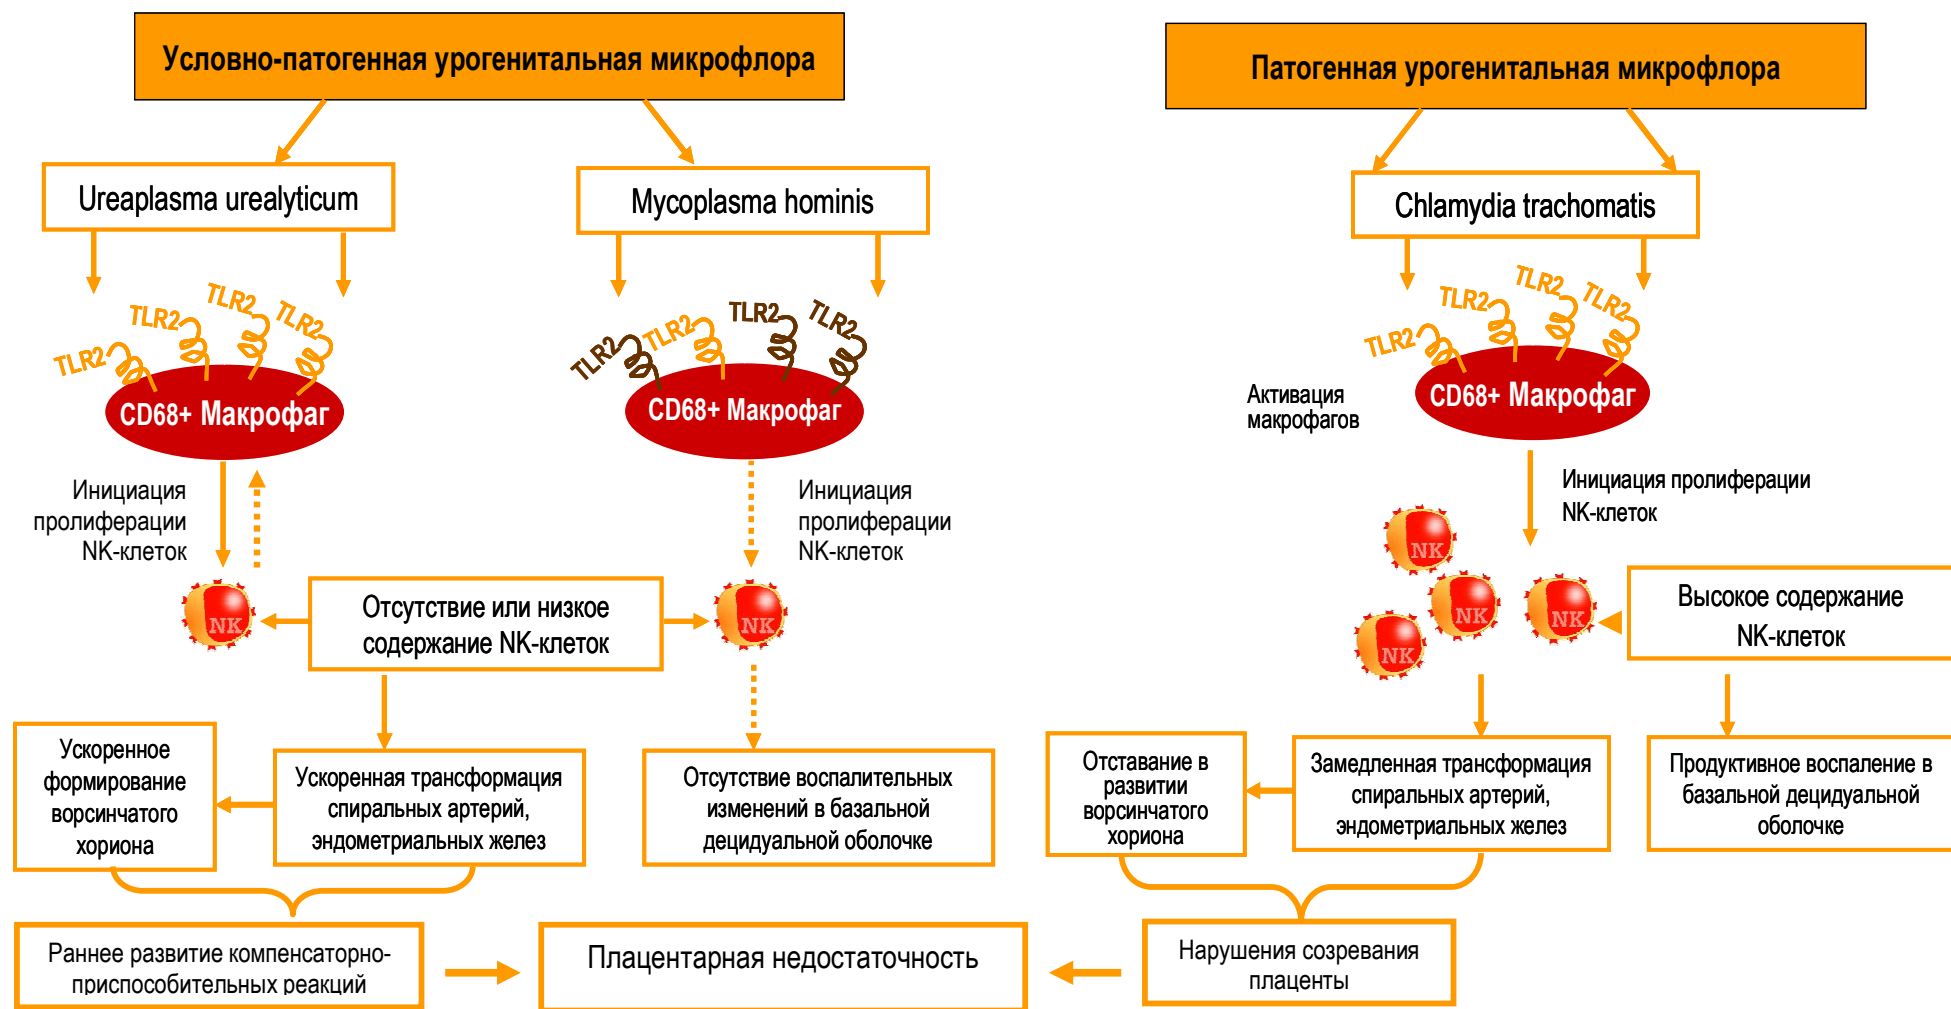 Условно-патогенная урогенитальная микрофлора
Патогенная урогенитальная микрофлора
Ureaplasma urealyticum
Mycoplasma hominis
Chlamydia trachomatis
TLR2
TLR2
TLR2
TLR2
CD68+ Макрофаг
TLR2
TLR2
TLR2
TLR2
CD68+ Макрофаг
TLR2
TLR2
TLR2
TLR2
CD68+ Макрофаг
Активация
макрофагов
Инициация
пролиферации
NK-клеток
Инициация
пролиферации
NK-клеток
Инициация пролиферации
NK-клеток
NK
Отсутствие или низкое
содержание NK-клеток
NK
NK
NK
NK
NK
Высокое содержание
NK-клеток
Ускоренное
формирование
ворсинчатого
хориона
Ускоренная трансформация
спиральных артерий,
эндометриальных желез
Отсутствие воспалительных
изменений в базальной
децидуальной оболочке
Отставание в
развитии
ворсинчатого
хориона
Замедленная трансформация
спиральных артерий,
эндометриальных желез
Продуктивное воспаление в
базальной децидуальной
оболочке
Раннее развитие компенсаторно-
приспособительных реакций
Плацентарная недостаточность
Нарушения созревания
плаценты